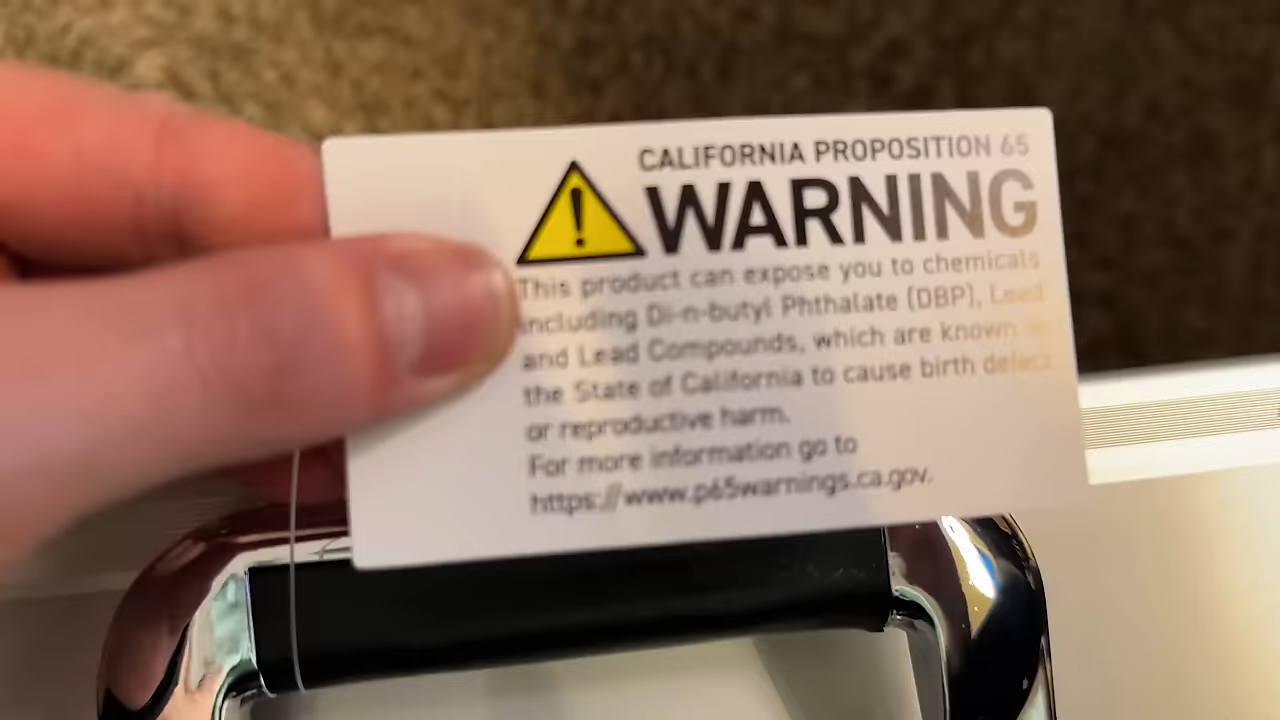 CALIFORNIA PROPOSITION 65
WARNING
This product can expose you to chemicals
including Di-n-butyl Phthalate (DBP), Lead
and Lead Compounds, which are known
the State of California to cause birth defects
or reproductive harm.
For more information go to
https://www.p65warnings.ca.gov.